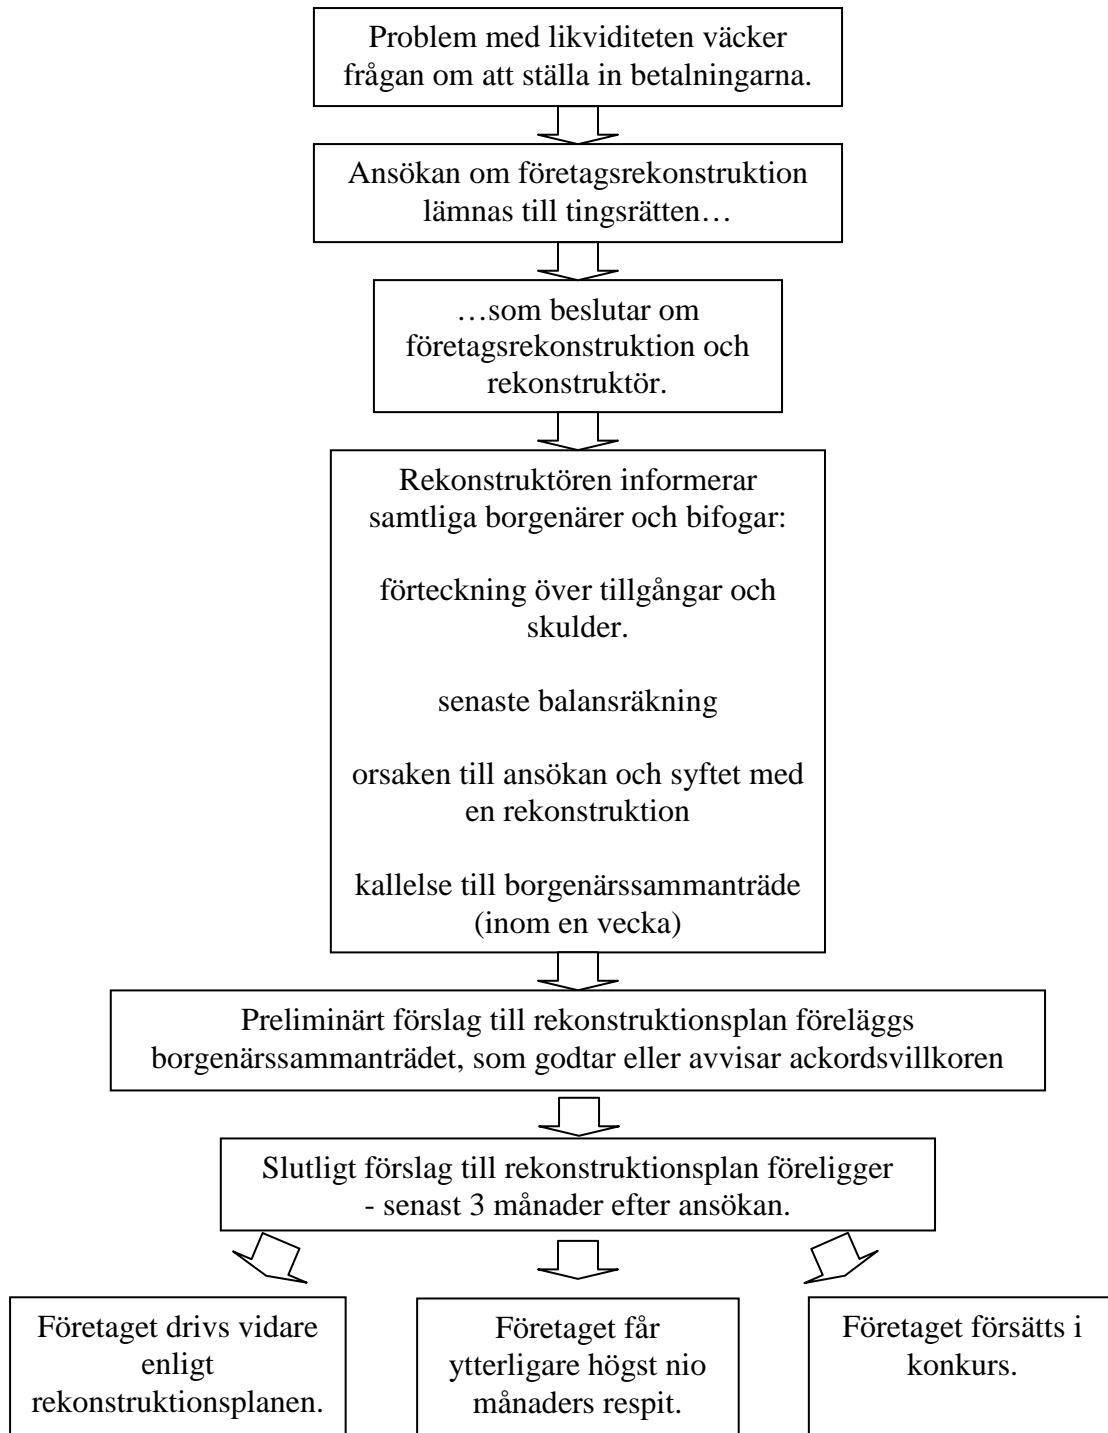 Problem med likviditeten väcker
frågan om att ställa in betalningarna.
Ansökan om företagsrekonstruktion
lämnas till tingsrätten…
…som beslutar om
företagsrekonstruktion och
rekonstruktör.
Rekonstruktören informerar
samtliga borgenärer och bifogar:
förteckning över tillgångar och
skulder.
senaste balansräkning
orsaken till ansökan och syftet med
en rekonstruktion
kallelse till borgenärssammanträde
(inom en vecka)
Preliminärt förslag till rekonstruktionsplan föreläggs
borgenärssammanträdet, som godtar eller avvisar ackordsvillkoren
Slutligt förslag till rekonstruktionsplan föreligger
- senast 3 månader efter ansökan.
Företaget drivs vidare
enligt
rekonstruktionsplanen.
Företaget får
ytterligare högst nio
månaders respit.
Företaget försätts i
konkurs.